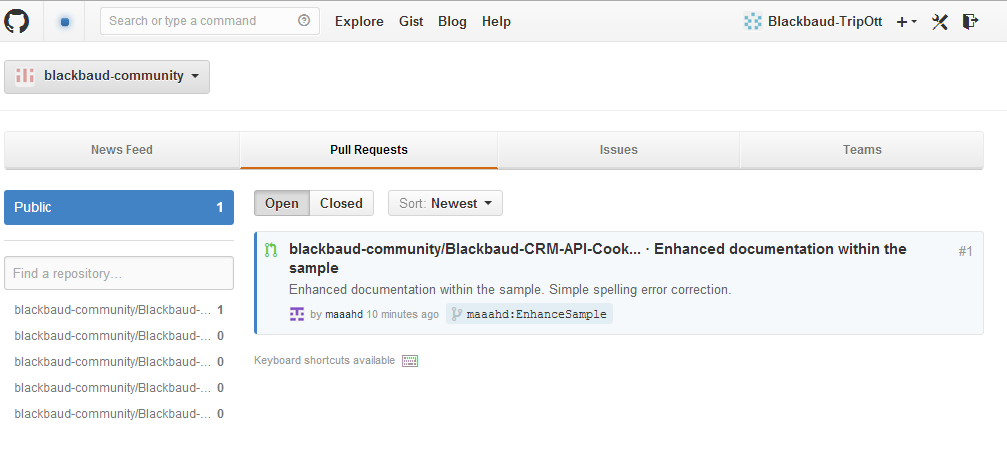 Search or type a command
Explore Gist Blog Help
Blackbaud-TripOtt
blackbaud-community
News Feed
Pull Requests
Issues
Teams
Public 1
Open Closed Sort: Newest
Find a repository...
blackbaud-community/Blackbaud-CRM-API-Cook... · Enhanced documentation within the
sample
#1
Enhanced documentation within the sample. Simple spelling error correction.
by maaahd 10 minutes ago maaahd:EnhanceSample
blackbaud-community/Blackbaud-... 1
blackbaud-community/Blackbaud-... 0
blackbaud-community/Blackbaud-... 0
blackbaud-community/Blackbaud-... 0
blackbaud-community/Blackbaud-... 0
Keyboard shortcuts available